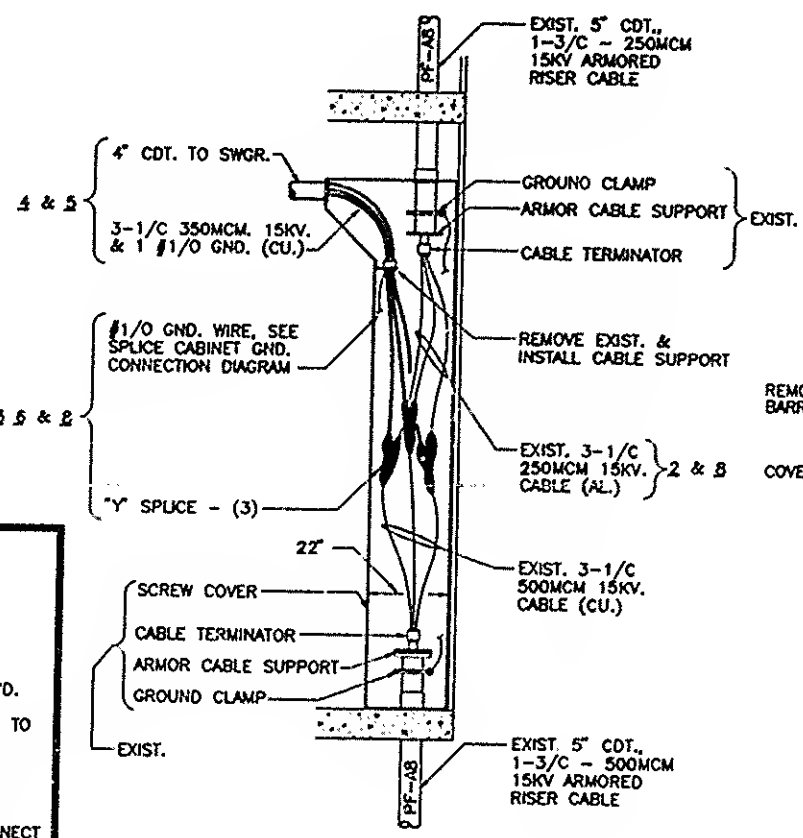 EXIST. 5" CDT.,
1-3/C ~ 250MCM
15KV ARMORED
RISER CABLE
PF-A8
4" CDT. TO SWGR.
4 & 5
3-1/C 350MCM. 15KV.
& 1 #1/0 GND. (CU.)
GROUND CLAMP
ARMOR CABLE SUPPORT
EXIST.
CABLE TERMINATOR
#1/0 GND. WIRE, SEE
SPLICE CABINET GND.
CONNECTION DIAGRAM
REMOVE EXIST. &
INSTALL CABLE SUPPORT
6 & 8
EXIST. 3-1/C
250MCM 15KV.
CABLE (AL.)
2 & 8
COVE
"Y" SPLICE - (3)
22"
EXIST. 3-1/C
500MCM 15KV.
CABLE (CU.)
SCREW COVER
CABLE TERMINATOR
ARMOR CABLE SUPPORT
GROUND CLAMP
TO
EXIST.
EXIST. 5" CDT.,
1-3/C ~ 500MCM
15KV ARMORED
RISER CABLE
PF-A8
NECT